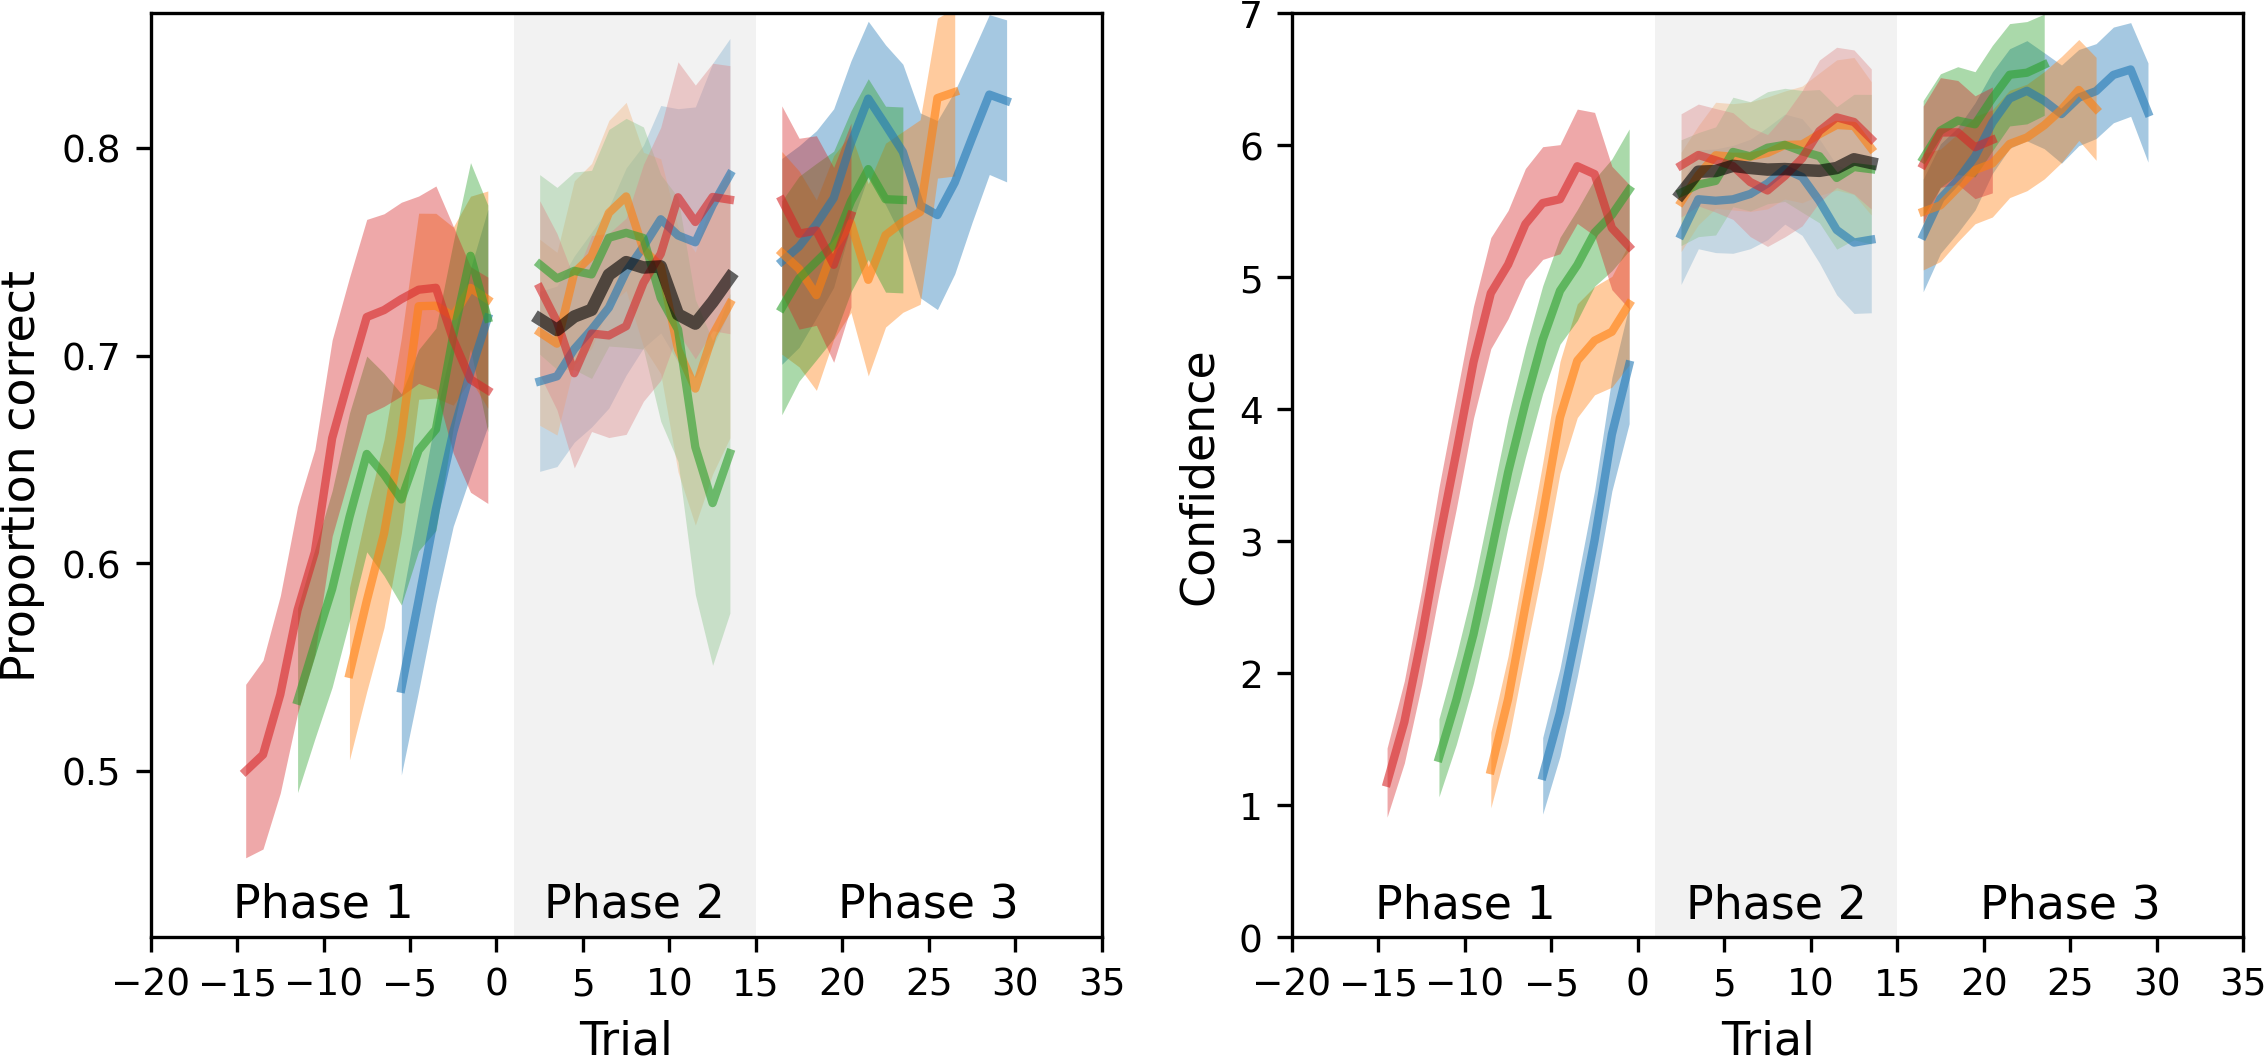 Proportion correct
0.8
0.7
0.6
0.5
Phase 1 Phase 2 Phase 3
−20 −15 −10 −5 0 5 10 15 20 25 30 35
Trial
Confidence
7
6
5
4
3
2
1
0
Phase 1 Phase 2 Phase 3
−20 −15 −10 −5 0 5 10 15 20 25 30 35
Trial